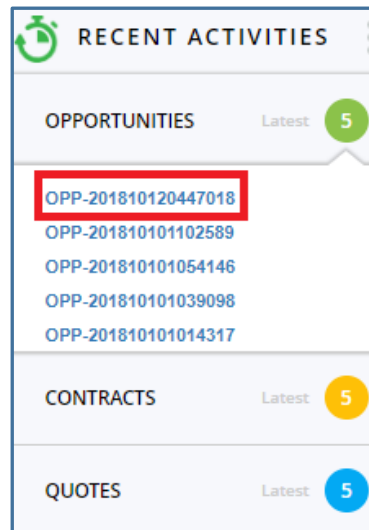 RECENT ACTIVITIES
OPPORTUNITIES Latest 5
OPP-201810120447018
OPP-201810101102589
OPP-201810101054146
OPP-201810101039098
OPP-201810101014317
CONTRACTS Latest 5
QUOTES Latest 5